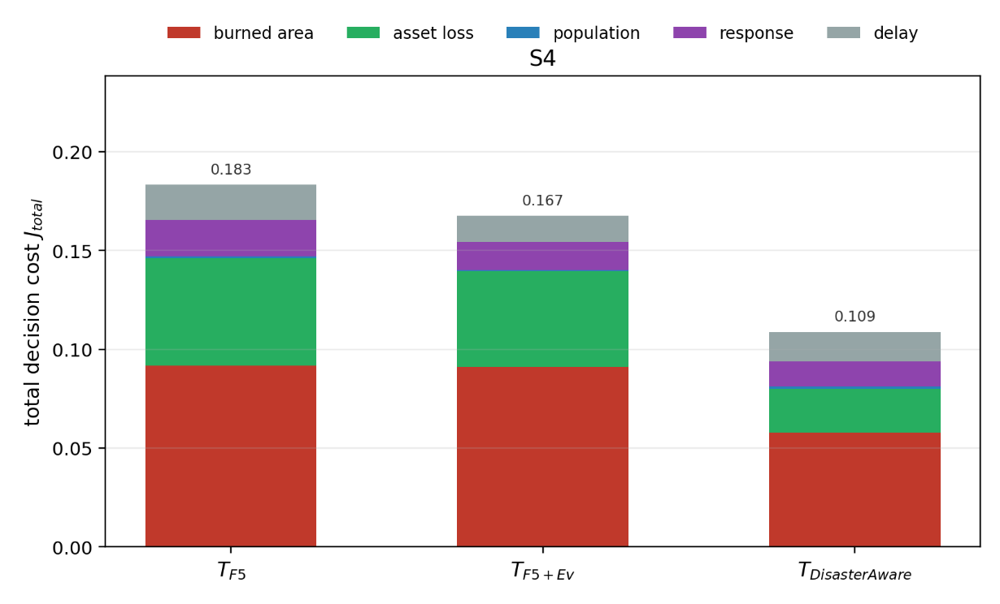 burned area asset loss population response delay
S4
total decision cost J_total
0.20
0.15
0.10
0.05
0.00
0.183
0.167
0.109
T_F5 T_F5+Ev T_DisasterAware